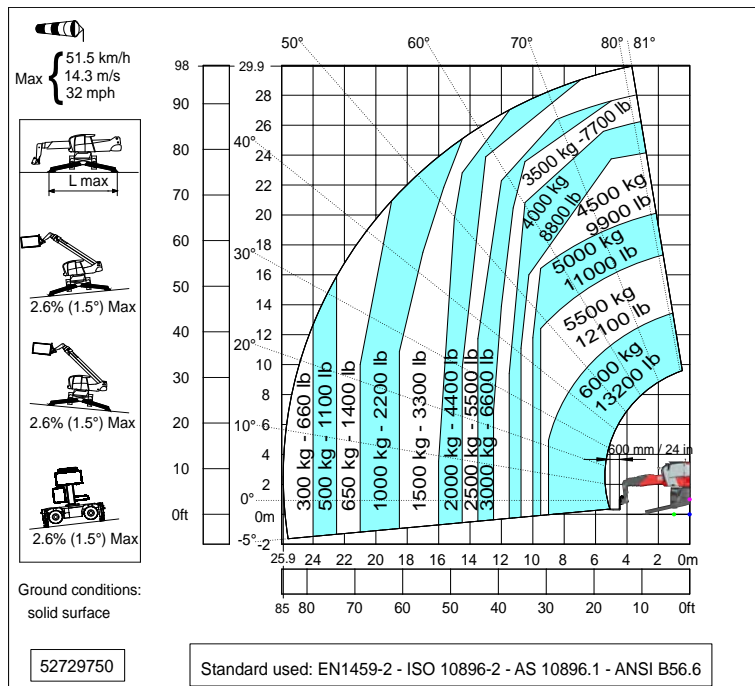 Max
51.5 km/h
14.3 m/s
32 mph
L max
2.6% (1.5°) Max
2.6% (1.5°) Max
2.6% (1.5°) Max
Ground conditions:
solid surface
52729750
50° 60° 70° 80° 81°
40°
30°
20°
10°
0°
-5°
98
90
80
70
60
50
40
30
20
10
0ft
29.9
28
26
24
22
20
18
16
14
12
10
8
6
4
2
0m
-2
300 kg - 660 lb
500 kg - 1100 lb
650 kg - 1400 lb
1000 kg - 2200 lb
1500 kg - 3300 lb
2000 kg - 4400 lb
2500 kg - 5500 lb
3000 kg - 6600 lb
3500 kg -7700 lb
4000 kg
8800 lb
4500 kg
9900 lb
5000 kg
11000 lb
5500 kg
12100 lb
6000 kg
13200 lb
600 mm / 24 in
25.9 24 22 20 18 16 14 12 10 8 6 4 2 0m
85 80 70 60 50 40 30 20 10 0ft
Standard used: EN1459-2 - ISO 10896-2 - AS 10896.1 - ANSI B56.6